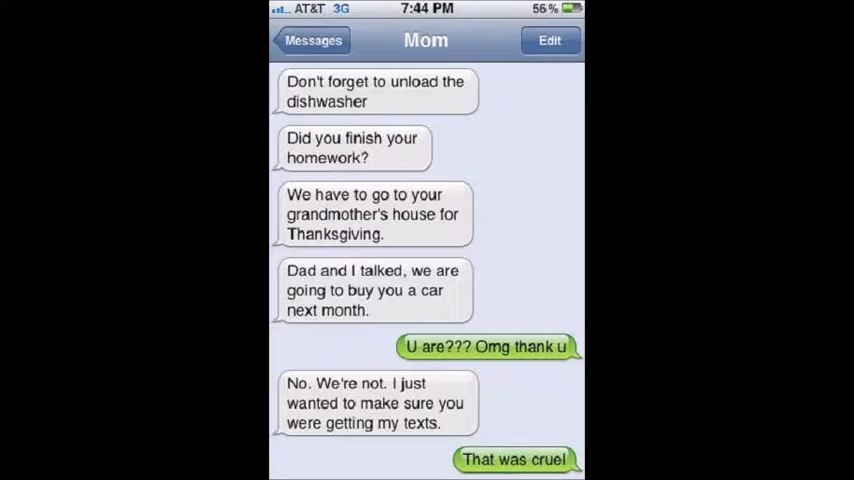 AT&T 3G 7:44 PM 56%
Messages Mom Edit
Don't forget to unload the
dishwasher
Did you finish your
homework?
We have to go to your
grandmother's house for
Thanksgiving.
Dad and I talked, we are
going to buy you a car
next month.
U are??? Omg thank u
No. We're not. I just
wanted to make sure you
were getting my texts.
That was cruel